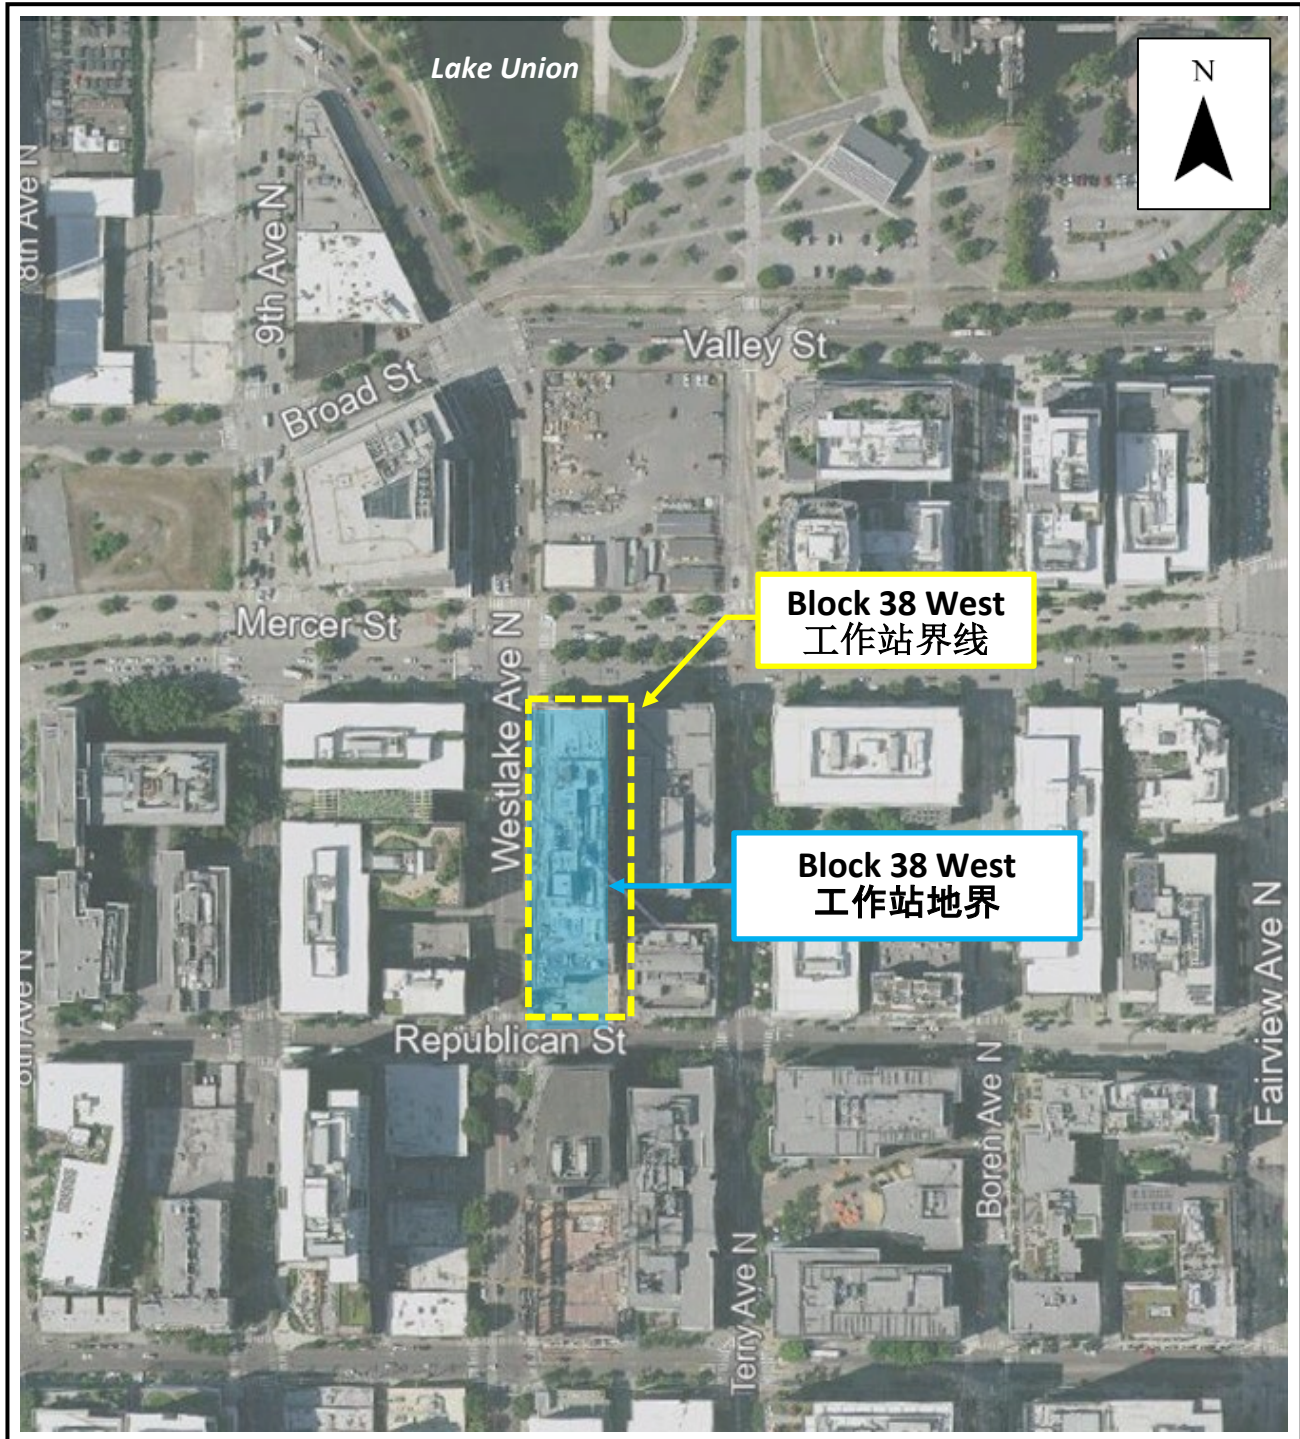 Lake Union
N
8th Ave N
9th Ave N
Valley St
Broad St
Block 38 West
工作站界线
Mercer St
Westlake Ave N
Block 38 West
工作站地界
8th Ave N
Fairview Ave N
Republican St
Boren Ave N
Terry Ave N